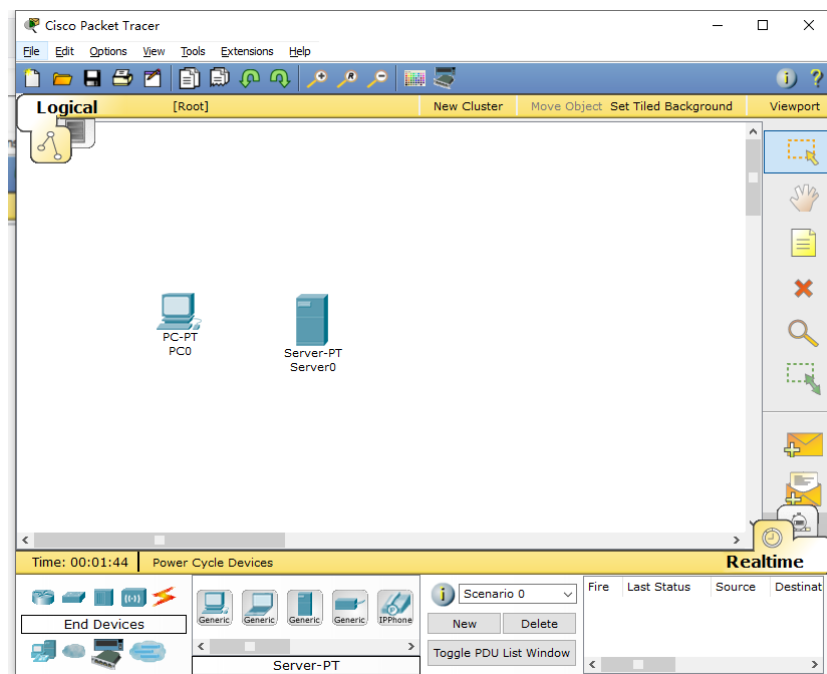 Cisco Packet Tracer
File Edit Options View Tools Extensions Help
Logical [Root] New Cluster Move Object Set Tiled Background Viewport
PC-PT
PC0
Server-PT
Server0
Time: 00:01:44 Power Cycle Devices Realtime
End Devices
Generic Generic Generic Generic IPPhone
Server-PT
Scenario 0
New Delete
Toggle PDU List Window
Fire Last Status Source Destinat